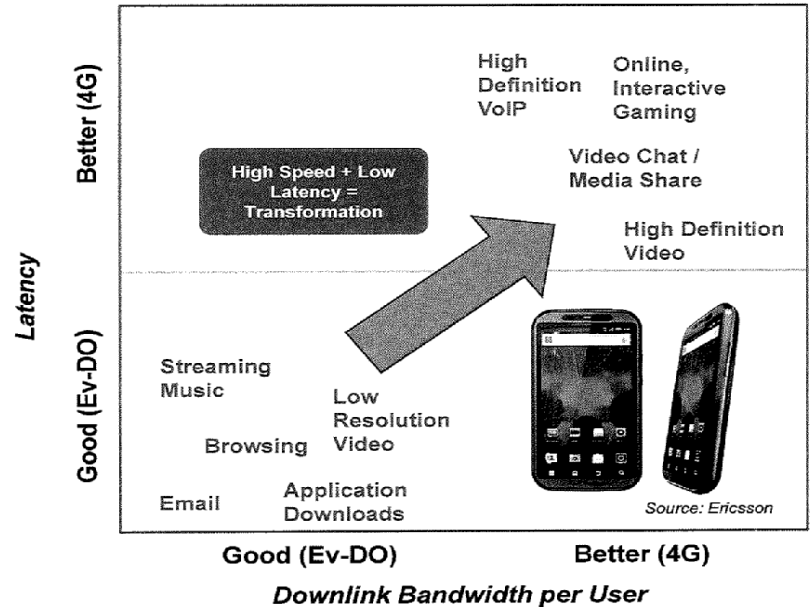 High
Definition
VoIP
Online,
Interactive
Gaming
Better (4G)
High Speed + Low
Latency =
Transformation
Video Chat /
Media Share
High Definition
Video
Latency
Streaming
Music
Low
Resolution
Video
Good (Ev-DO)
Browsing
Email
Application
Downloads
Source: Ericsson
Good (Ev-DO)
Better (4G)
Downlink Bandwidth per User